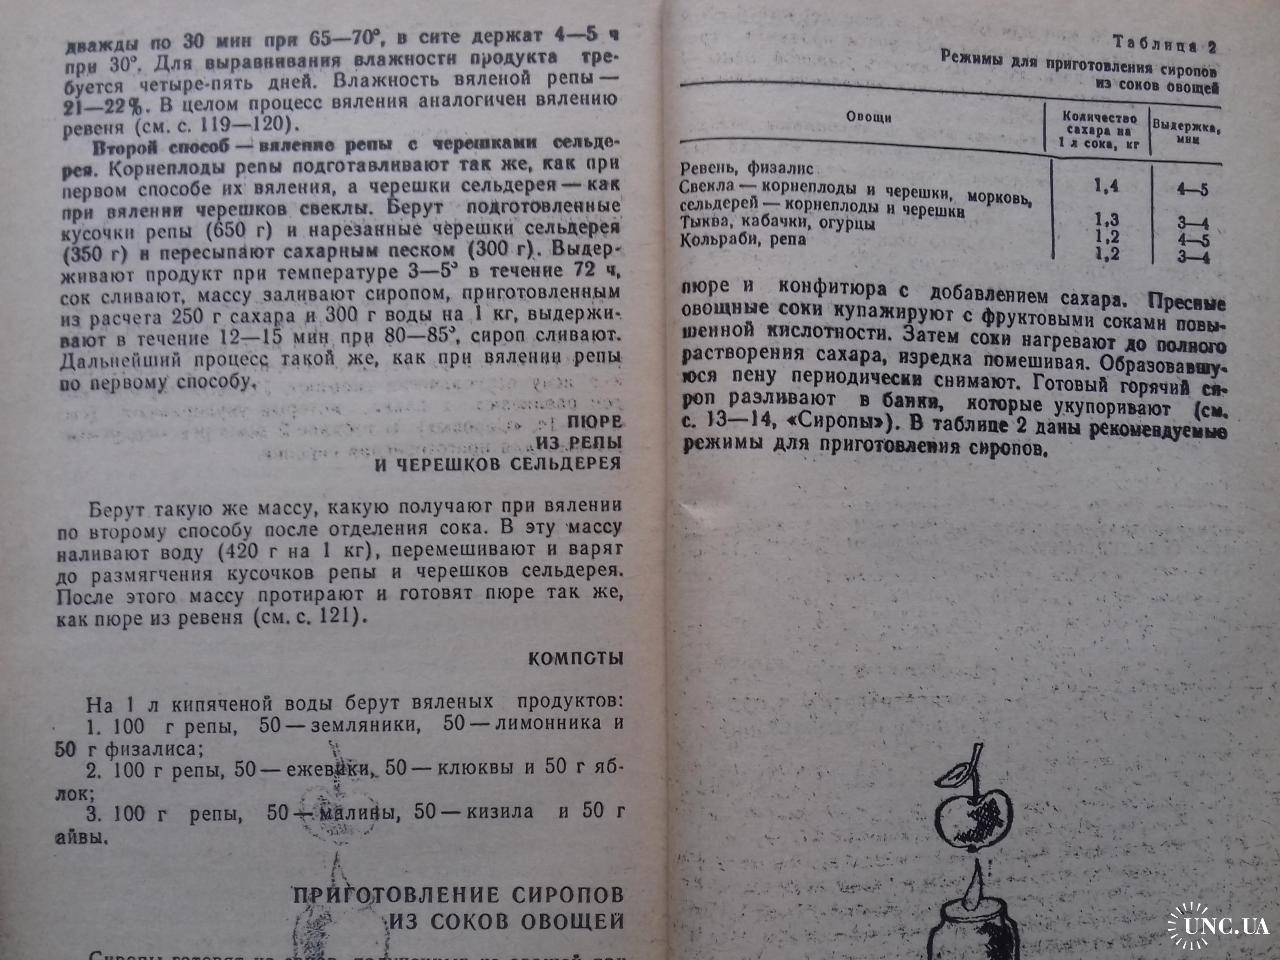 дважды по 30 мин при 65—70°, в сите держат 4—5 ч
при 30°. Для выравнивания влажности продукта тре-
буется четыре-пять дней. Влажность вяленой репы —
21—22%. В целом процесс вяления аналогичен вялению
ревеня (см. с. 119—120).
Второй способ — вяление репы с черешками сельде-
рея. Корнеплоды репы подготавливают так же, как при
первом способе их вяления, а черешки сельдерея — как
при вялении черешков свеклы. Берут подготовленные
кусочки репы (650 г) и нарезанные черешки сельдерея
(350 г) и пересыпают сахарным песком (300 г). Выдер-
живают продукт при температуре 3—5° в течение 72 ч,
сок сливают, массу заливают сиропом, приготовленным
из расчета 250 г сахара и 300 г воды на 1 кг, выдержи-
вают в течение 12—15 мин при 80—85°, сироп сливают.
Дальнейший процесс такой же, как при вялении репы
по первому способу.
ПЮРЕ
ИЗ РЕПЫ
И ЧЕРЕШКОВ СЕЛЬДЕРЕЯ
Берут такую же массу, какую получают при вялении
по второму способу после отделения сока. В эту массу
наливают воду (420 г на 1 кг), перемешивают и варят
до размягчения кусочков репы и черешков сельдерея.
После этого массу протирают и готовят пюре так же,
как пюре из ревеня (см. с. 121).
КОМПОТЫ
На 1 л кипяченой воды берут вяленых продуктов:
1. 100 г репы, 50 — земляники, 50 — лимонника и
50 г физалиса;
2. 100 г репы, 50 — ежевики, 50 — клюквы и 50 г яб-
лок;
3. 100 г репы, 50 — малины, 50 — кизила и 50 г
айвы.
ПРИГОТОВЛЕНИЕ СИРОПОВ
ИЗ СОКОВ ОВОЩЕЙ
Таблица 2
Режимы для приготовления сиропов
из соков овощей
Овощи
Количество сахара на 1 л сока, кг
Выдержка, мин
Ревень, физалис 1,4 4—5
Свекла — корнеплоды и черешки, морковь,
сельдерей — корнеплоды и черешки 1,3 3—4
Тыква, кабачки, огурцы 1,2 4—5
Кольраби, репа 1,2 3—4
пюре и конфитюра с добавлением сахара. Пресные
овощные соки купажируют с фруктовыми соками повы-
шенной кислотности. Затем соки нагревают до полного
растворения сахара, изредка помешивая. Образовавшу-
юся пену периодически снимают. Готовый горячий си-
роп разливают в банки, которые укупоривают (см.
с. 13—14, «Сиропы»). В таблице 2 даны рекомендуемые
режимы для приготовления сиропов.
UNC.UA